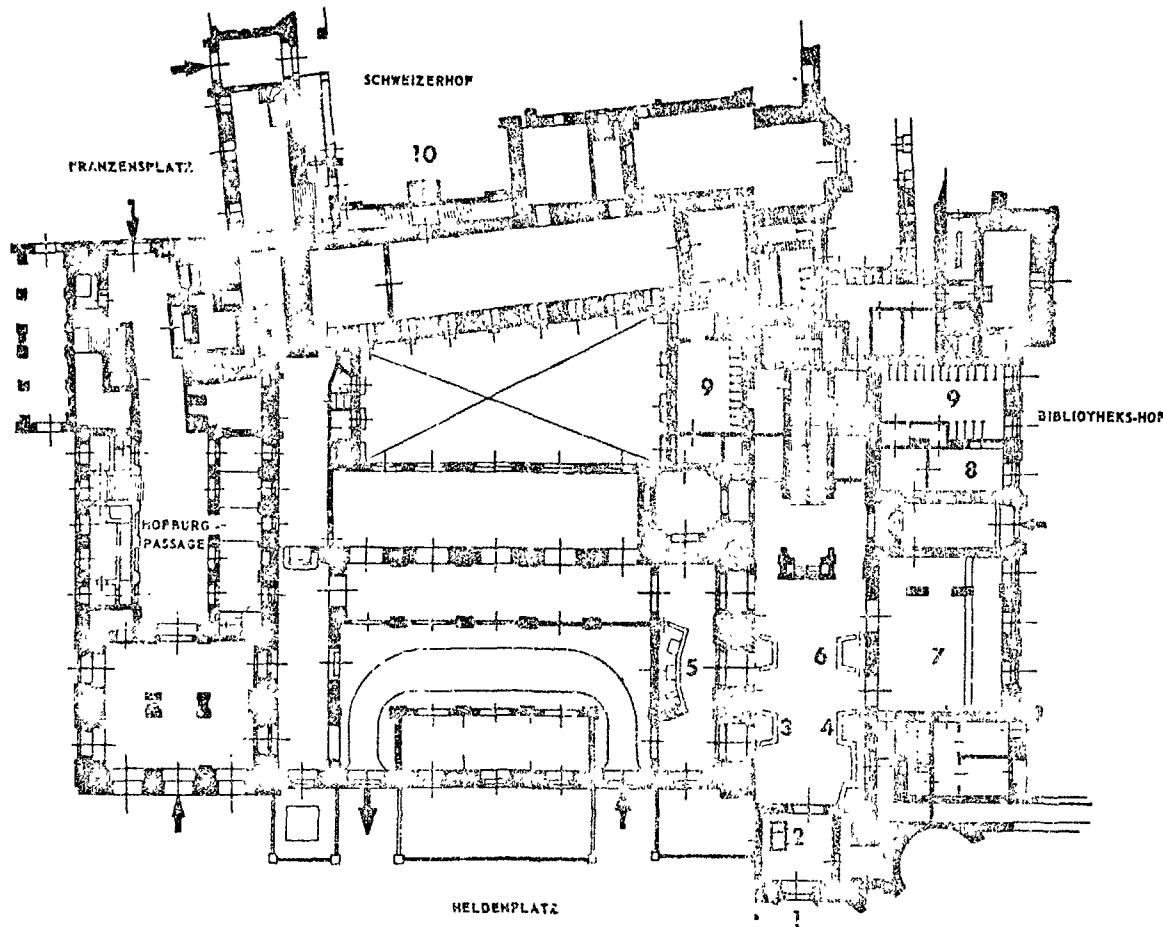 SCHWEIZERHOF
FRANZENSPLATZ
10
9
9
BIBLIOTHEKS-HOF
8
HOFBURG-
PASSAGE
5
6
7
3
4
2
HELDENPLATZ
1